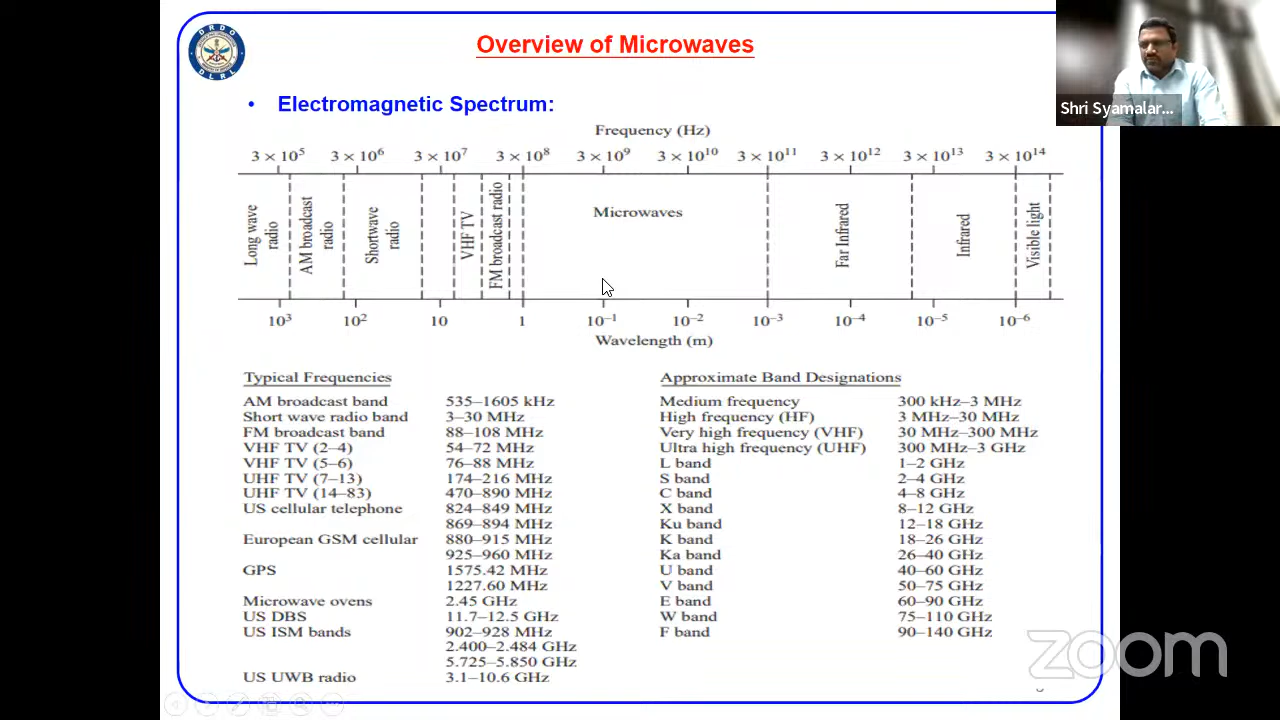 DRDO
DLRL
Overview of Microwaves
Shri Syamalar...
• Electromagnetic Spectrum:
Frequency (Hz)
3 × 10⁵ 3 × 10⁶ 3 × 10⁷ 3 × 10⁸ 3 × 10⁹ 3 × 10¹⁰ 3 × 10¹¹ 3 × 10¹² 3 × 10¹³ 3 × 10¹⁴
Long wave radio
AM broadcast radio
Shortwave radio
VHF TV
FM broadcast radio
Microwaves
Far Infrared
Infrared
Visible light
10³ 10² 10 1 10⁻¹ 10⁻² 10⁻³ 10⁻⁴ 10⁻⁵ 10⁻⁶
Wavelength (m)
Typical Frequencies
AM broadcast band 535–1605 kHz
Short wave radio band 3–30 MHz
FM broadcast band 88–108 MHz
VHF TV (2–4) 54–72 MHz
VHF TV (5–6) 76–88 MHz
UHF TV (7–13) 174–216 MHz
UHF TV (14–83) 470–890 MHz
US cellular telephone 824–849 MHz
869–894 MHz
European GSM cellular 880–915 MHz
925–960 MHz
GPS 1575.42 MHz
1227.60 MHz
Microwave ovens 2.45 GHz
US DBS 11.7–12.5 GHz
US ISM bands 902–928 MHz
2.400–2.484 GHz
5.725–5.850 GHz
US UWB radio 3.1–10.6 GHz
Approximate Band Designations
Medium frequency 300 kHz–3 MHz
High frequency (HF) 3 MHz–30 MHz
Very high frequency (VHF) 30 MHz–300 MHz
Ultra high frequency (UHF) 300 MHz–3 GHz
L band 1–2 GHz
S band 2–4 GHz
C band 4–8 GHz
X band 8–12 GHz
Ku band 12–18 GHz
K band 18–26 GHz
Ka band 26–40 GHz
U band 40–60 GHz
V band 50–75 GHz
E band 60–90 GHz
W band 75–110 GHz
F band 90–140 GHz
zoom